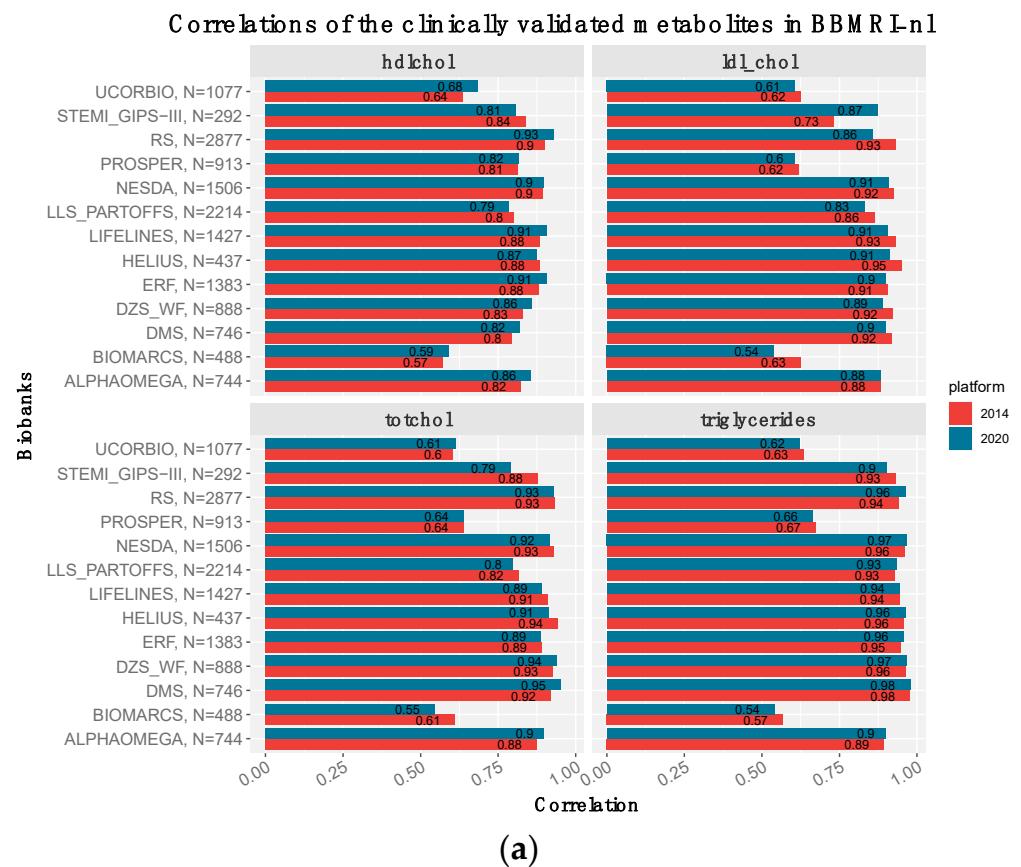 Correlations of the clinically validated metabolites in BBMRI-nl
hdlchol
ldl_chol
UCORBIO, N=1077 0.68 0.64 0.61 0.62
STEMI_GIPS-III, N=292 0.81 0.84 0.87 0.73
RS, N=2877 0.93 0.9 0.86 0.93
PROSPER, N=913 0.82 0.81 0.6 0.62
NESDA, N=1506 0.9 0.9 0.91 0.92
LLS_PARTOFFS, N=2214 0.79 0.8 0.83 0.86
LIFELINES, N=1427 0.91 0.88 0.91 0.93
HELIUS, N=437 0.87 0.88 0.91 0.95
ERF, N=1383 0.91 0.88 0.9 0.91
DZS_WF, N=888 0.86 0.83 0.89 0.92
DMS, N=746 0.82 0.8 0.9 0.92
BIOMARCS, N=488 0.59 0.57 0.54 0.63
ALPHAOMEGA, N=744 0.86 0.82 0.88 0.88
Biobanks
totchol
triglycerides
UCORBIO, N=1077 0.61 0.6 0.62 0.63
STEMI_GIPS-III, N=292 0.79 0.88 0.9 0.93
RS, N=2877 0.93 0.93 0.96 0.94
PROSPER, N=913 0.64 0.64 0.66 0.67
NESDA, N=1506 0.92 0.93 0.97 0.96
LLS_PARTOFFS, N=2214 0.8 0.82 0.93 0.93
LIFELINES, N=1427 0.89 0.91 0.94 0.94
HELIUS, N=437 0.91 0.94 0.96 0.96
ERF, N=1383 0.89 0.89 0.96 0.95
DZS_WF, N=888 0.94 0.93 0.97 0.96
DMS, N=746 0.95 0.92 0.98 0.98
BIOMARCS, N=488 0.55 0.61 0.54 0.57
ALPHAOMEGA, N=744 0.9 0.88 0.9 0.89
0.00 0.25 0.50 0.75 1.00 0.00 0.25 0.50 0.75 1.00
Correlation
platform
2014
2020
(a)